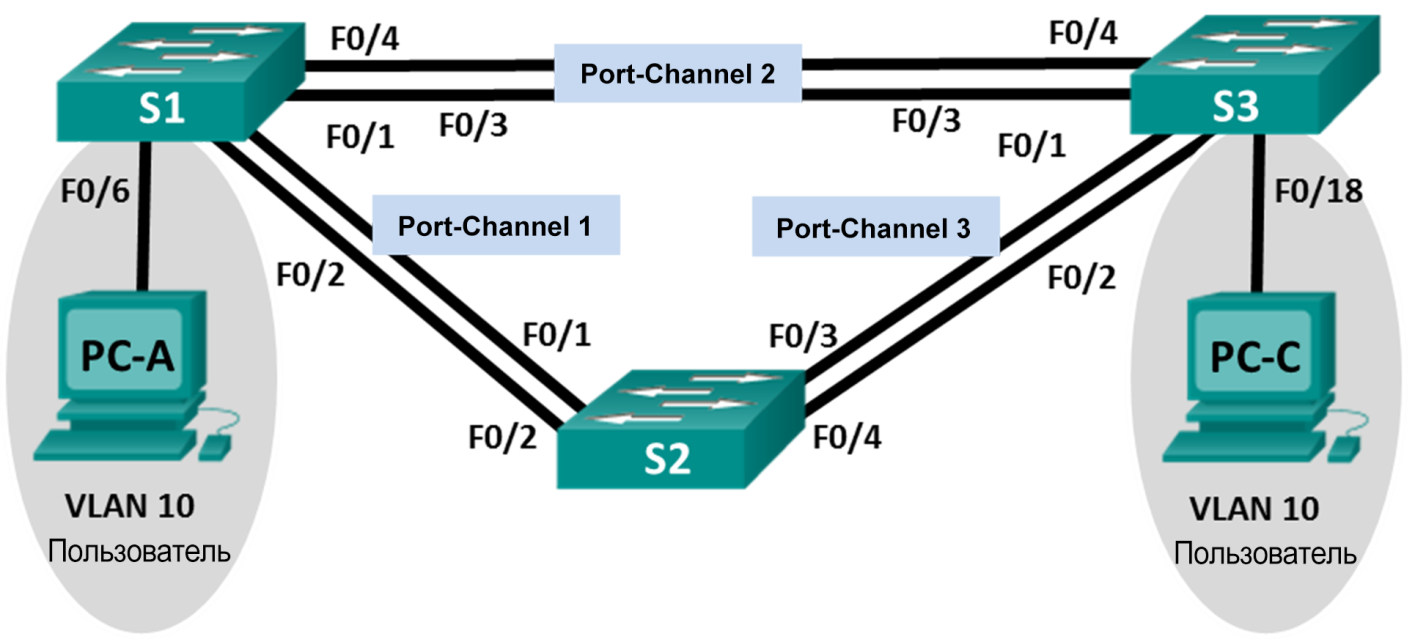 F0/4
F0/4
Port-Channel 2
S1
S3
F0/1
F0/3
F0/3
F0/1
F0/6
F0/18
Port-Channel 1
Port-Channel 3
F0/2
F0/2
F0/1
F0/3
PC-A
PC-C
F0/2
S2
F0/4
VLAN 10
Пользователь
VLAN 10
Пользователь